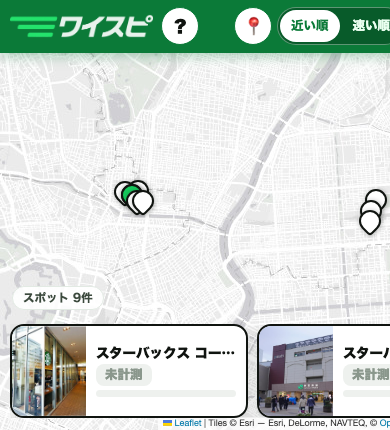 ワイスピ
?
近い順
速い順
スポット 9件
スターバックス コー…
未計測
スターバ
未計測
Leaflet | Tiles © Esri — Esri, DeLorme, NAVTEQ, © Op